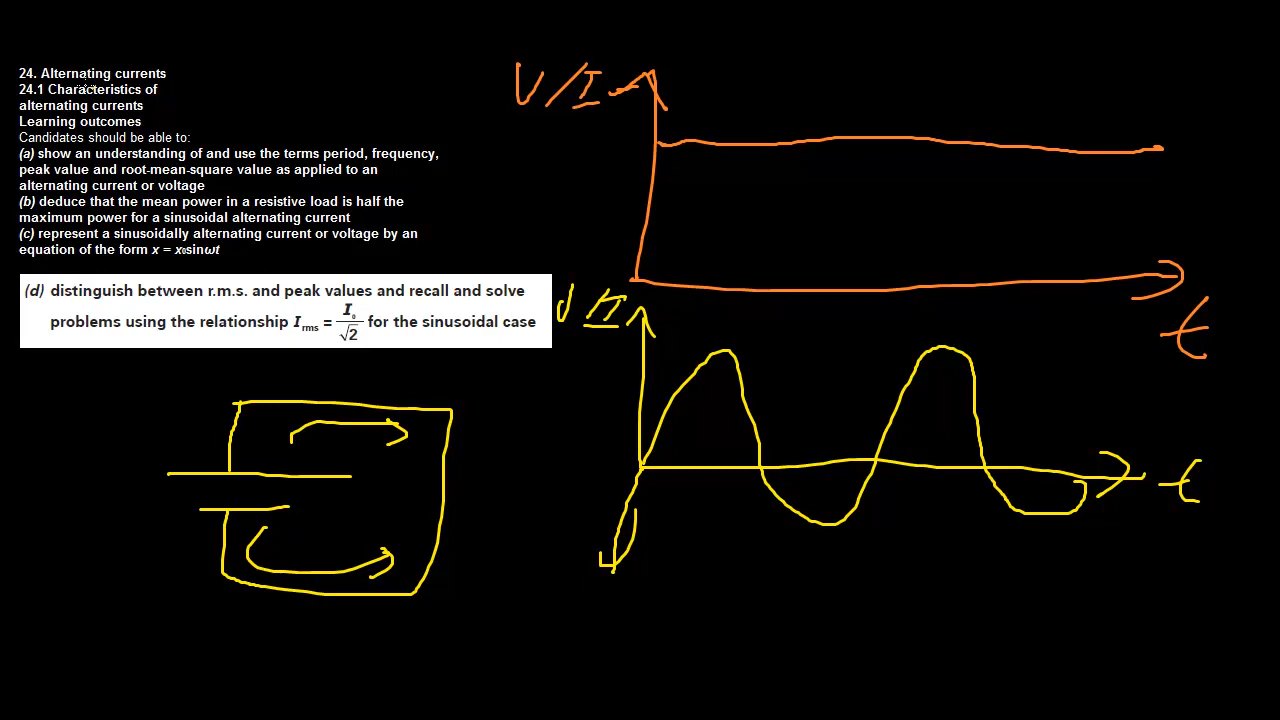 24. Alternating currents
24.1 Characteristics of
alternating currents
Learning outcomes
Candidates should be able to:
(a) show an understanding of and use the terms period, frequency,
peak value and root-mean-square value as applied to an
alternating current or voltage
(b) deduce that the mean power in a resistive load is half the
maximum power for a sinusoidal alternating current
(c) represent a sinusoidally alternating current or voltage by an
equation of the form x = x₀sinωt
(d) distinguish between r.m.s. and peak values and recall and solve
problems using the relationship I rms = I₀/√2 for the sinusoidal case
V/I
t
t